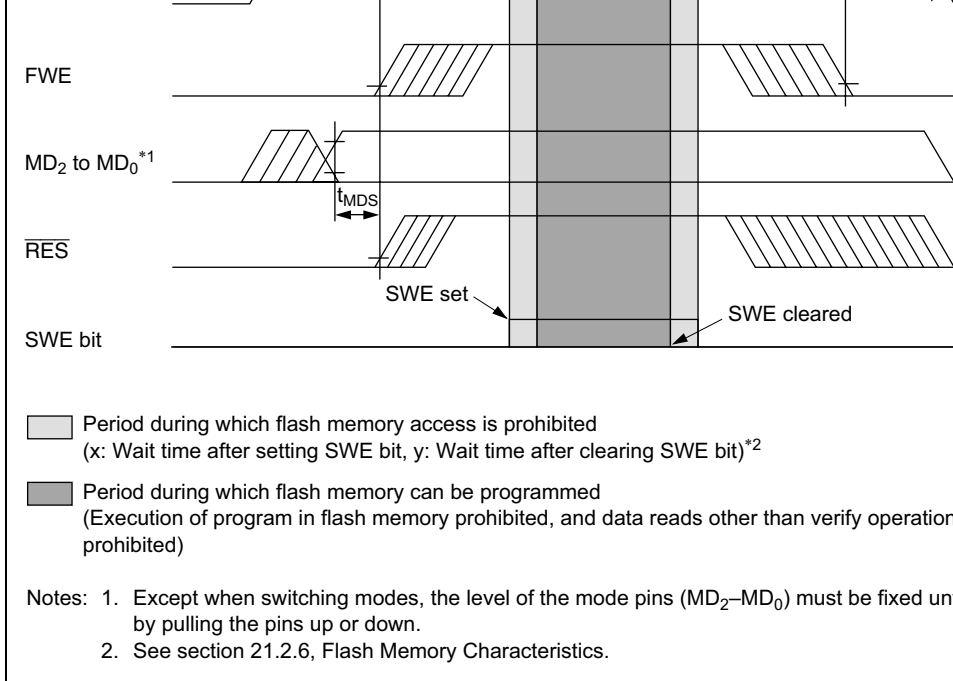 FWE
MD₂ to MD₀*1
tMDS
RES
SWE set
SWE cleared
SWE bit
Period during which flash memory access is prohibited
(x: Wait time after setting SWE bit, y: Wait time after clearing SWE bit)*2
Period during which flash memory can be programmed
(Execution of program in flash memory prohibited, and data reads other than verify operation
prohibited)
Notes: 1. Except when switching modes, the level of the mode pins (MD₂–MD₀) must be fixed
by pulling the pins up or down.
2. See section 21.2.6, Flash Memory Characteristics.